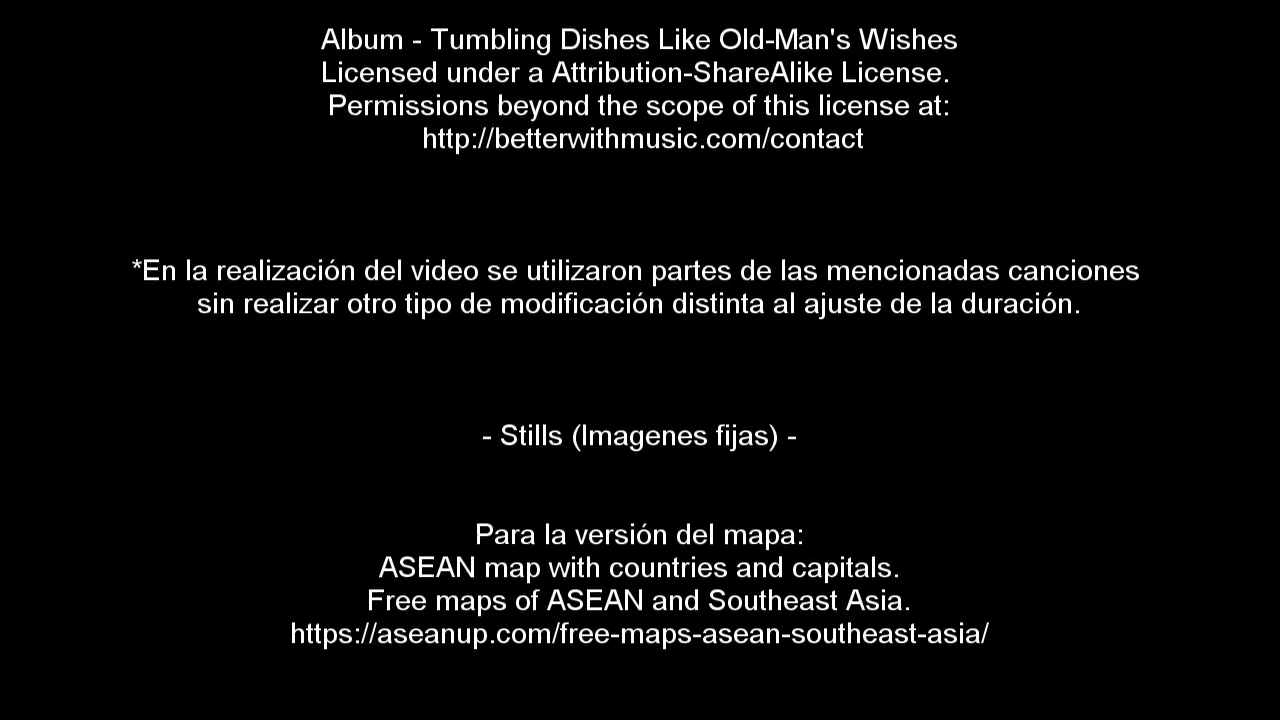 Album - Tumbling Dishes Like Old-Man's Wishes
Licensed under a Attribution-ShareAlike License.
Permissions beyond the scope of this license at:
http://betterwithmusic.com/contact
*En la realización del video se utilizaron partes de las mencionadas canciones
sin realizar otro tipo de modificación distinta al ajuste de la duración.
- Stills (Imagenes fijas) -
Para la versión del mapa:
ASEAN map with countries and capitals.
Free maps of ASEAN and Southeast Asia.
https://aseanup.com/free-maps-asean-southeast-asia/